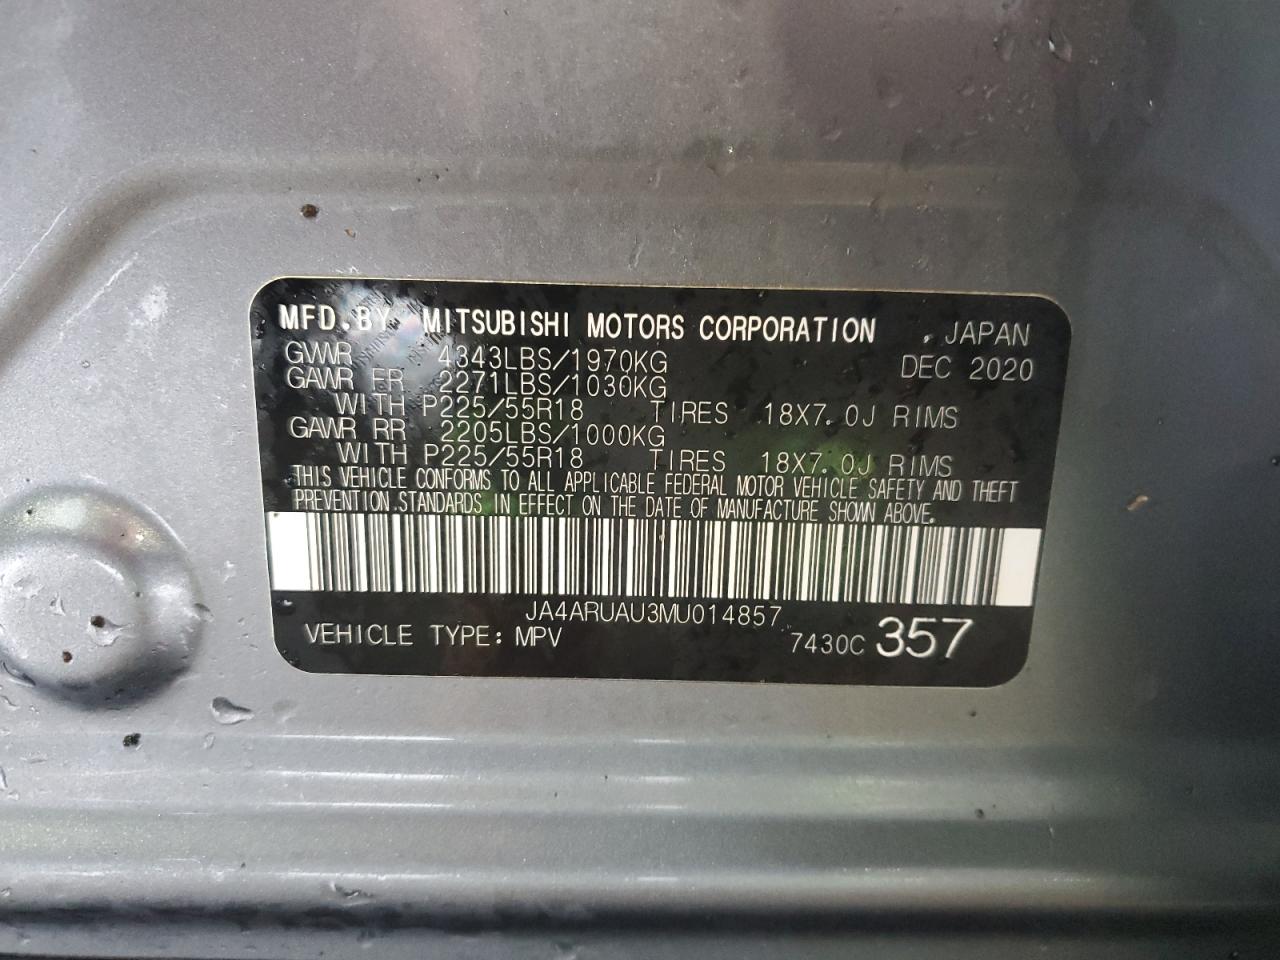 MFD. BY MITSUBISHI MOTORS CORPORATION , JAPAN
GVWR 4343LBS/1970KG DEC 2020
GAWR FR 2271LBS/1030KG
WITH P225/55R18 TIRES 18X7.0J RIMS
GAWR RR 2205LBS/1000KG
WITH P225/55R18 TIRES 18X7.0J RIMS
THIS VEHICLE CONFORMS TO ALL APPLICABLE FEDERAL MOTOR VEHICLE SAFETY AND THEFT
PREVENTION STANDARDS IN EFFECT ON THE DATE OF MANUFACTURE SHOWN ABOVE.
JA4ARUAU3MU014857
VEHICLE TYPE: MPV 7430C 357